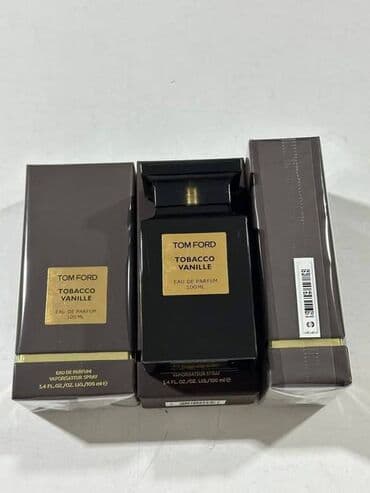 TOM FORD
TOBACCO
VANILLE
EAU DE PARFUM
100 ML
EAU DE PARFUM
VAPORISATEUR SPRAY
3.4 FL.OZ./OZ. LIQ./100 ml ℮
TOM FORD
TOBACCO
VANILLE
EAU DE PARFUM
100 ML
VAPORISATEUR SPRAY
3.4 FL.OZ./OZ. LIQ./100 ml ℮